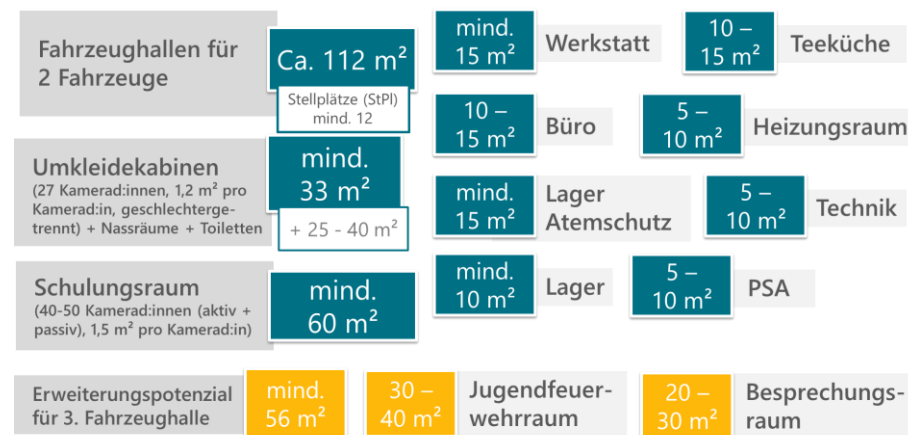 Fahrzeughallen für
2 Fahrzeuge
Ca. 112 m²
Stellplätze (StPl)
mind. 12
mind.
15 m²
Werkstatt
10 –
15 m²
Teeküche
10 –
15 m²
Büro
5 –
10 m²
Heizungsraum
Umkleidekabinen
(27 Kamerad:innen, 1,2 m² pro
Kamerad:in, geschlechterge-
trennt) + Nassräume + Toiletten
mind.
33 m²
+ 25 - 40 m²
mind.
15 m²
Lager
Atemschutz
5 –
10 m²
Technik
Schulungsraum
(40-50 Kamerad:innen (aktiv +
passiv), 1,5 m² pro Kamerad:in)
mind.
60 m²
mind.
10 m²
Lager
5 –
10 m²
PSA
Erweiterungspotenzial
für 3. Fahrzeughalle
mind.
56 m²
30 –
40 m²
Jugendfeuer-
wehrraum
20 –
30 m²
Besprechungs-
raum